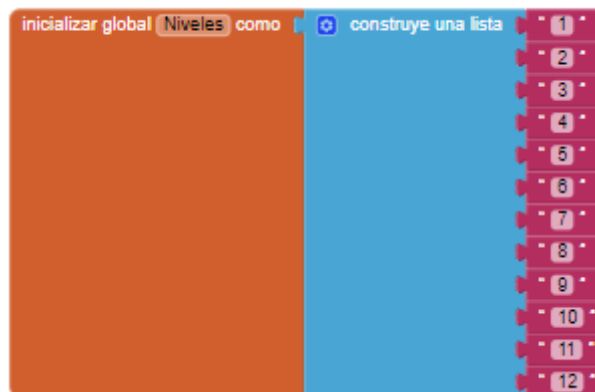 inicializar global Niveles como construye una lista " 1 "
" 2 "
" 3 "
" 4 "
" 5 "
" 6 "
" 7 "
" 8 "
" 9 "
" 10 "
" 11 "
" 12 "